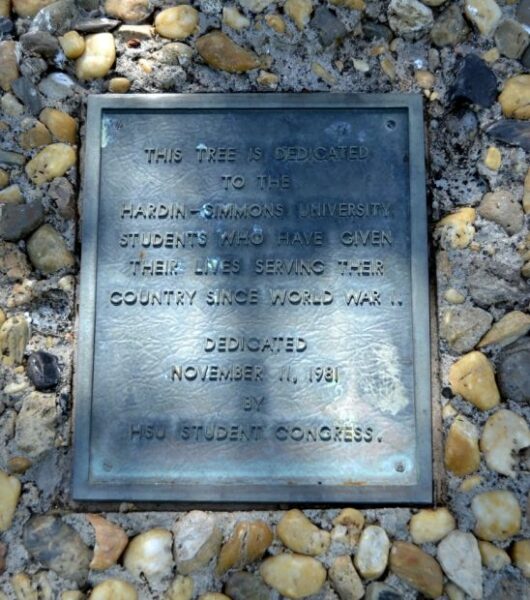 THIS TREE IS DEDICATED
TO THE
HARDIN-SIMMONS UNIVERSITY
STUDENTS WHO HAVE GIVEN
THEIR LIVES SERVING THEIR
COUNTRY SINCE WORLD WAR I.
DEDICATED
NOVEMBER 11, 1981
BY
HSU STUDENT CONGRESS.